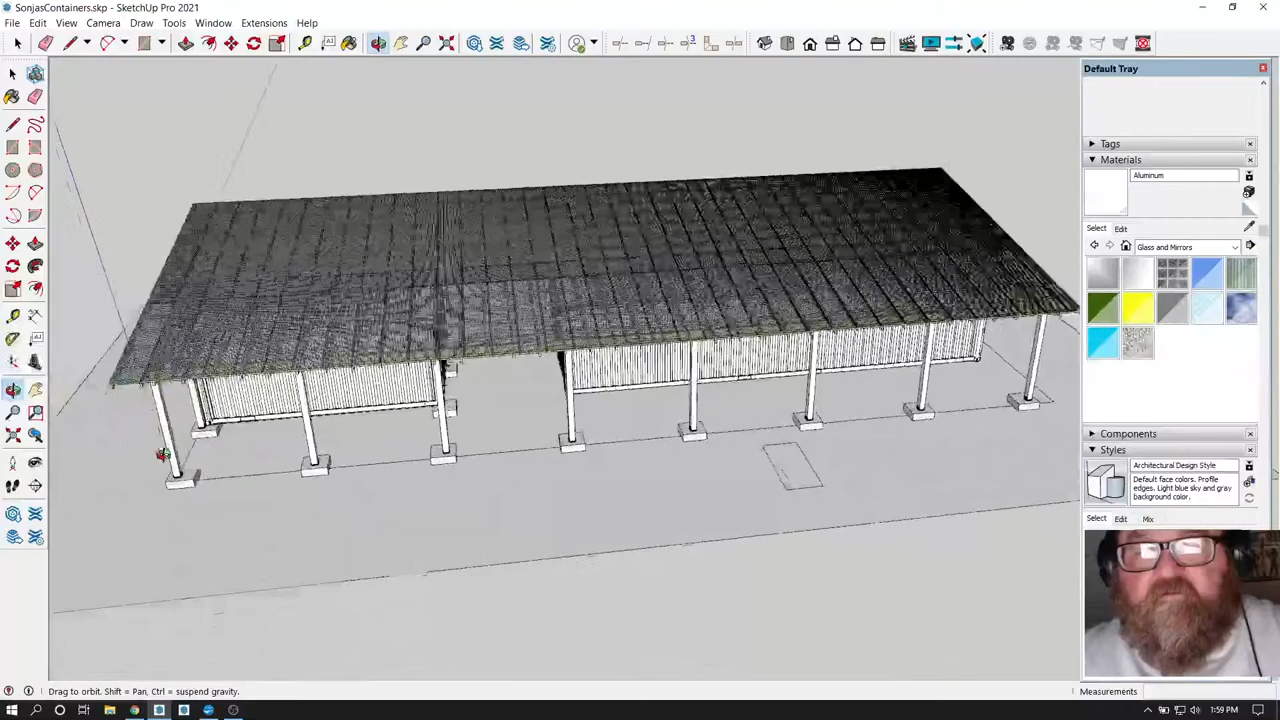 SonjasContainers.skp - SketchUp Pro 2021
File Edit View Camera Draw Tools Window Extensions Help
3
Default Tray
Tags
Materials
Aluminum
Select Edit
Glass and Mirrors
Components
Styles
Architectural Design Style
Default face colors. Profile
edges. Light blue sky and gray
background color.
Select Edit Mix
Drag to orbit. Shift = Pan, Ctrl = suspend gravity.
Measurements
1:59 PM